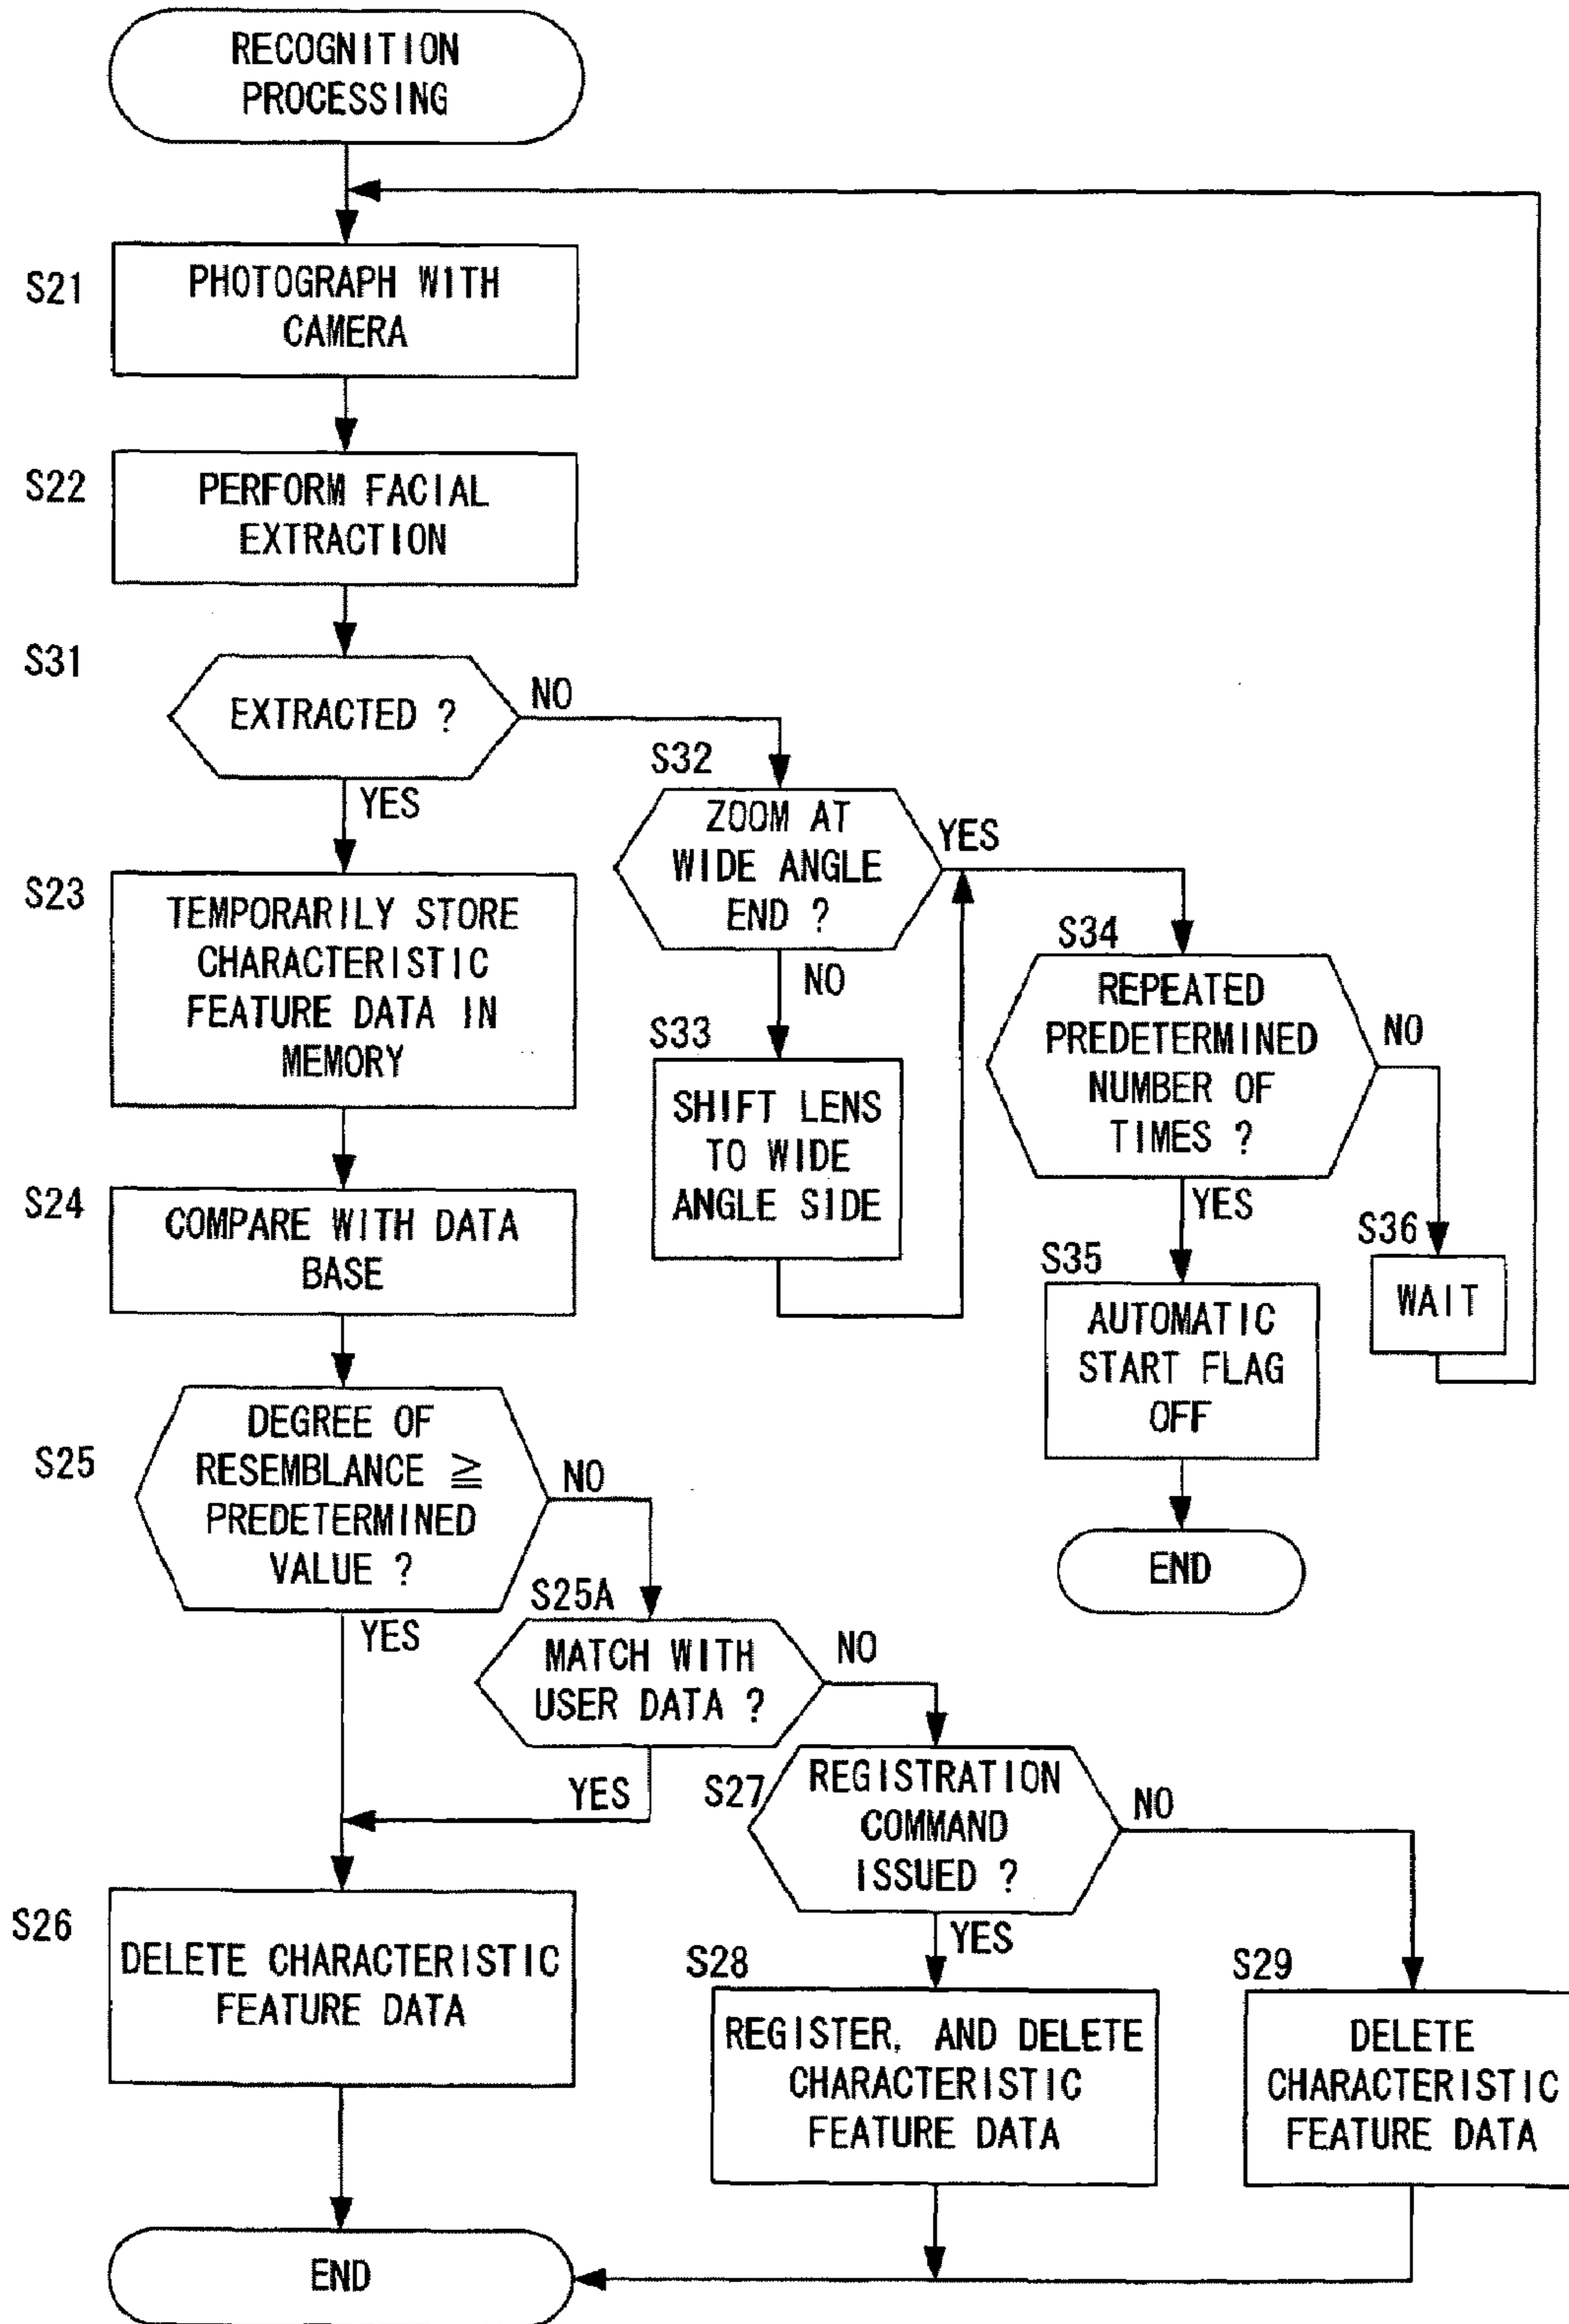 RECOGNITION
PROCESSING
S21
PHOTOGRAPH WITH
CAMERA
S22
PERFORM FACIAL
EXTRACTION
S31
EXTRACTED ?
NO
YES
S32
ZOOM AT
WIDE ANGLE
END ?
YES
NO
S23
TEMPORARILY STORE
CHARACTERISTIC
FEATURE DATA IN
MEMORY
S33
SHIFT LENS
TO WIDE
ANGLE SIDE
S34
REPEATED
PREDETERMINED
NUMBER OF
TIMES ?
NO
YES
S36
WAIT
S35
AUTOMATIC
START FLAG
OFF
END
S24
COMPARE WITH DATA
BASE
S25
DEGREE OF
RESEMBLANCE ≧
PREDETERMINED
VALUE ?
NO
YES
S25A
MATCH WITH
USER DATA ?
NO
YES
S27
REGISTRATION
COMMAND
ISSUED ?
NO
YES
S26
DELETE CHARACTERISTIC
FEATURE DATA
S28
REGISTER, AND DELETE
CHARACTERISTIC
FEATURE DATA
S29
DELETE
CHARACTERISTIC
FEATURE DATA
END